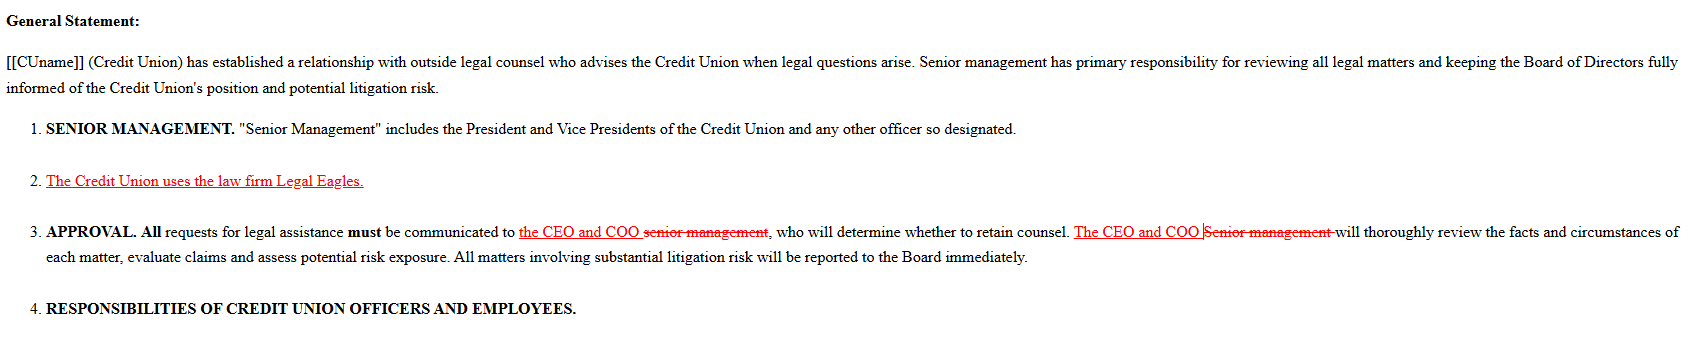 General Statement:
[[CUname]] (Credit Union) has established a relationship with outside legal counsel who advises the Credit Union when legal questions arise. Senior management has primary responsibility for reviewing all legal matters and keeping the Board of Directors fully
informed of the Credit Union's position and potential litigation risk.
1. SENIOR MANAGEMENT. "Senior Management" includes the President and Vice Presidents of the Credit Union and any other officer so designated.
2. The Credit Union uses the law firm Legal Eagles.
3. APPROVAL. All requests for legal assistance must be communicated to the CEO and COO senior management, who will determine whether to retain counsel. The CEO and COO Senior management will thoroughly review the facts and circumstances of
each matter, evaluate claims and assess potential risk exposure. All matters involving substantial litigation risk will be reported to the Board immediately.
4. RESPONSIBILITIES OF CREDIT UNION OFFICERS AND EMPLOYEES.